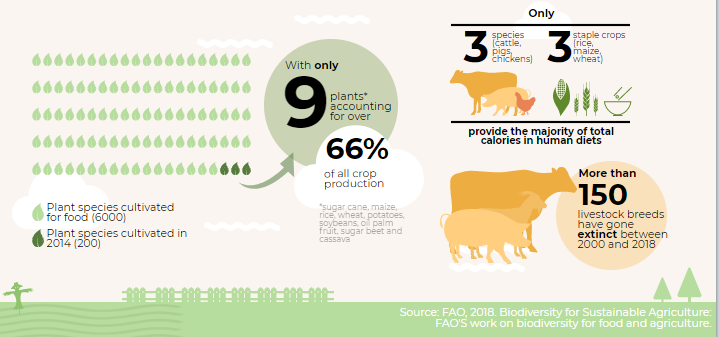 Plant species cultivated
for food (6000)
Plant species cultivated in
2014 (200)
With only
9
plants*
accounting
for over
66%
of all crop
production
*sugar cane, maize,
rice, wheat, potatoes,
soybeans, oil palm
fruit, sugar beet and
cassava
Only
3
species
(cattle,
pigs,
chickens)
3
staple crops
(rice,
maize,
wheat)
provide the majority of total
calories in human diets
More than
150
livestock breeds
have gone
extinct between
2000 and 2018
Source: FAO, 2018. Biodiversity for Sustainable Agriculture:
FAO'S work on biodiversity for food and agriculture.